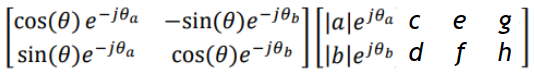 [cos(θ) e^{-jθ_a} −sin(θ)e^{-jθ_b}] [|a|e^{jθ_a} c e g]
[sin(θ)e^{-jθ_a} cos(θ)e^{-jθ_b}] [|b|e^{jθ_b} d f h]